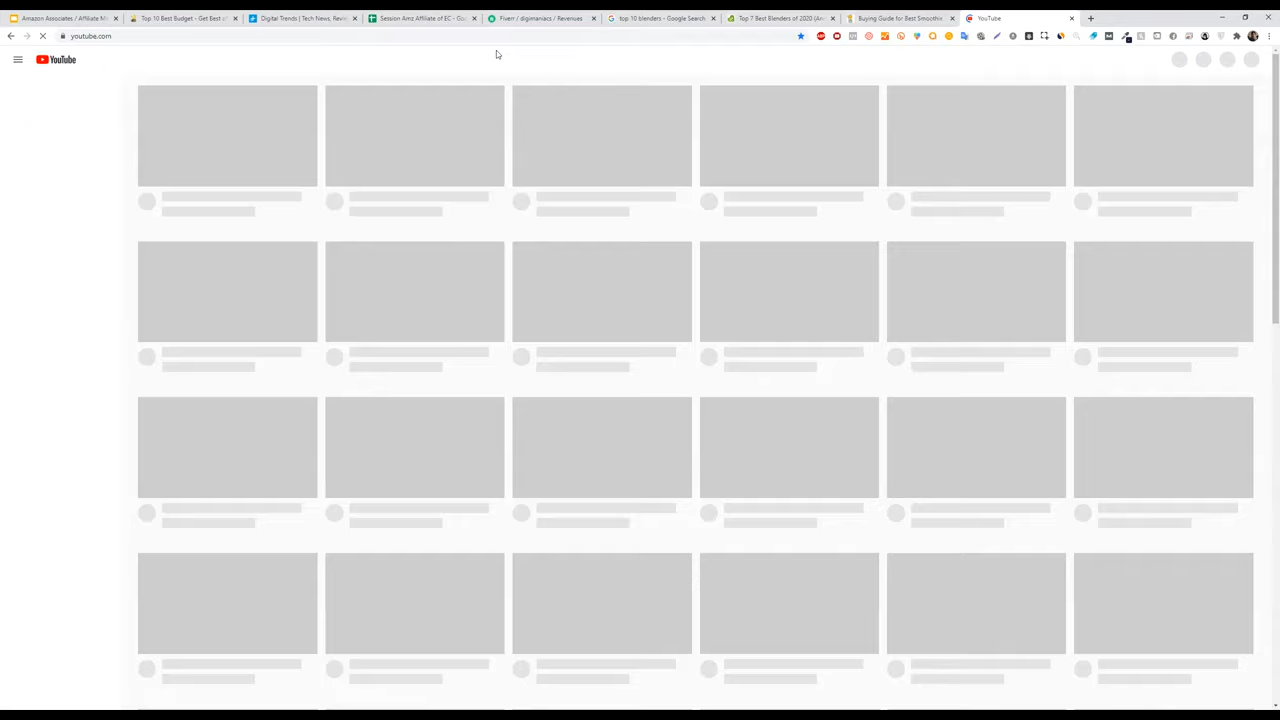 Amazon Associates / Affiliate M
Top 10 Best Budget - Get Best of
Digital Trends | Tech News, Revie
Session Amz Affiliate of EC - Go
Fiverr / digimaniacs / Revenues
top 10 blenders - Google Search
Top 7 Best Blenders of 2020 (An
Buying Guide for Best Smoothie
YouTube
youtube.com
YouTube